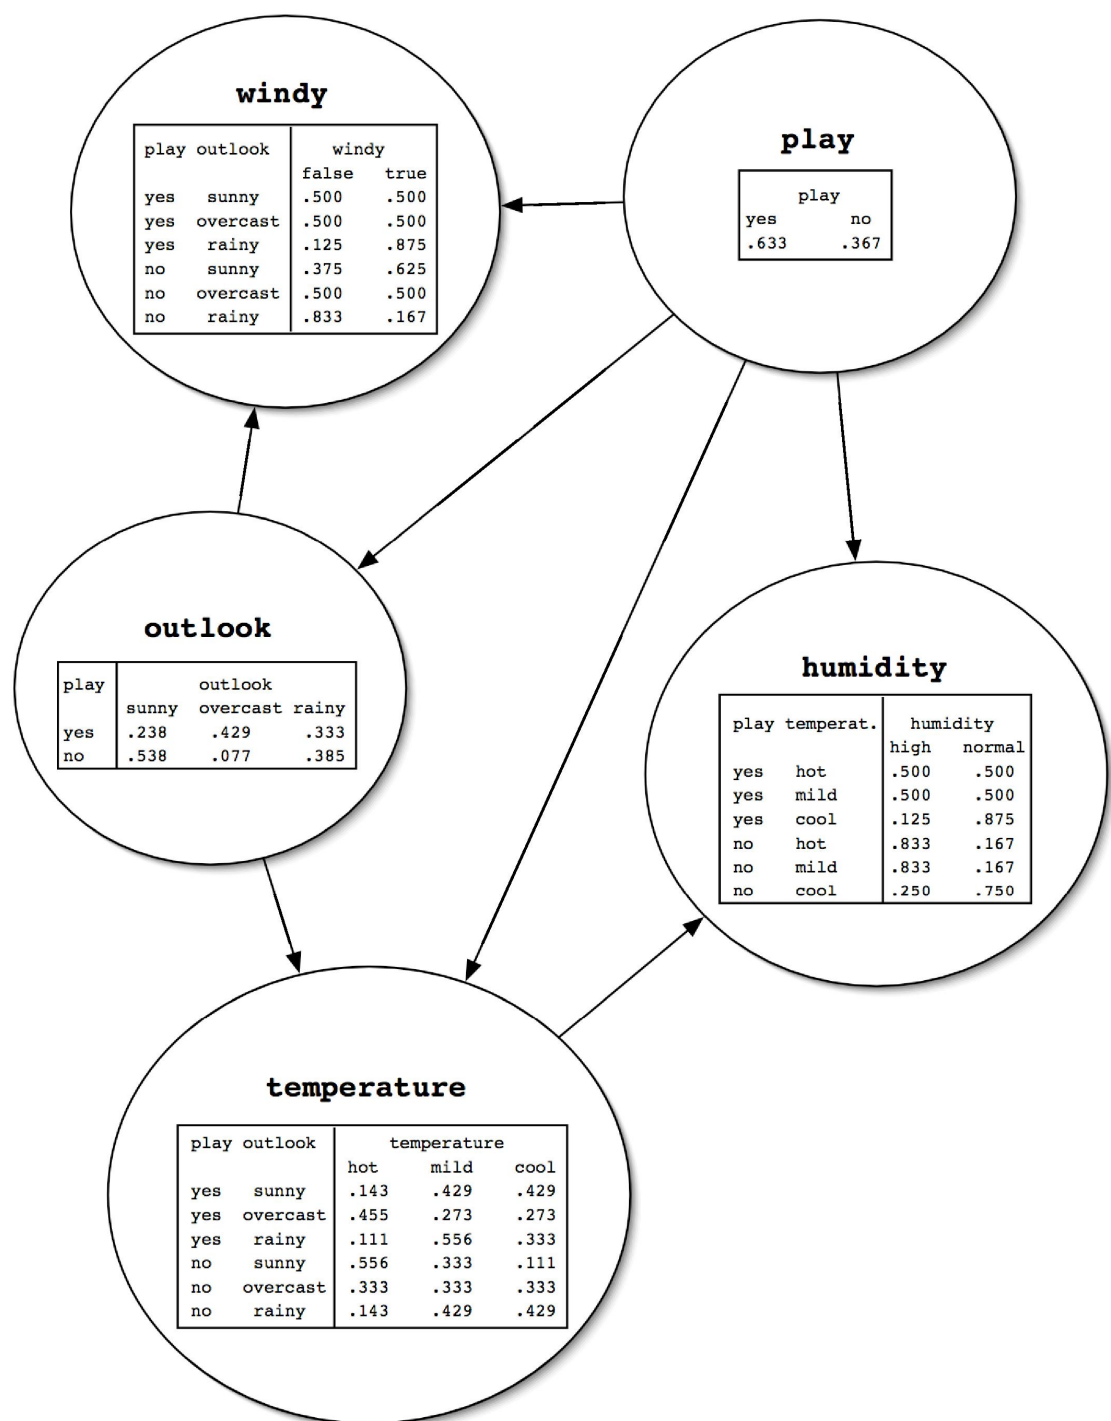 windy
play outlook windy
false true
yes sunny .500 .500
yes overcast .500 .500
yes rainy .125 .875
no sunny .375 .625
no overcast .500 .500
no rainy .833 .167
play
play
yes no
.633 .367
outlook
play outlook
sunny overcast rainy
yes .238 .429 .333
no .538 .077 .385
humidity
play temperat. humidity
high normal
yes hot .500 .500
yes mild .500 .500
yes cool .125 .875
no hot .833 .167
no mild .833 .167
no cool .250 .750
temperature
play outlook temperature
hot mild cool
yes sunny .143 .429 .429
yes overcast .455 .273 .273
yes rainy .111 .556 .333
no sunny .556 .333 .111
no overcast .333 .333 .333
no rainy .143 .429 .429